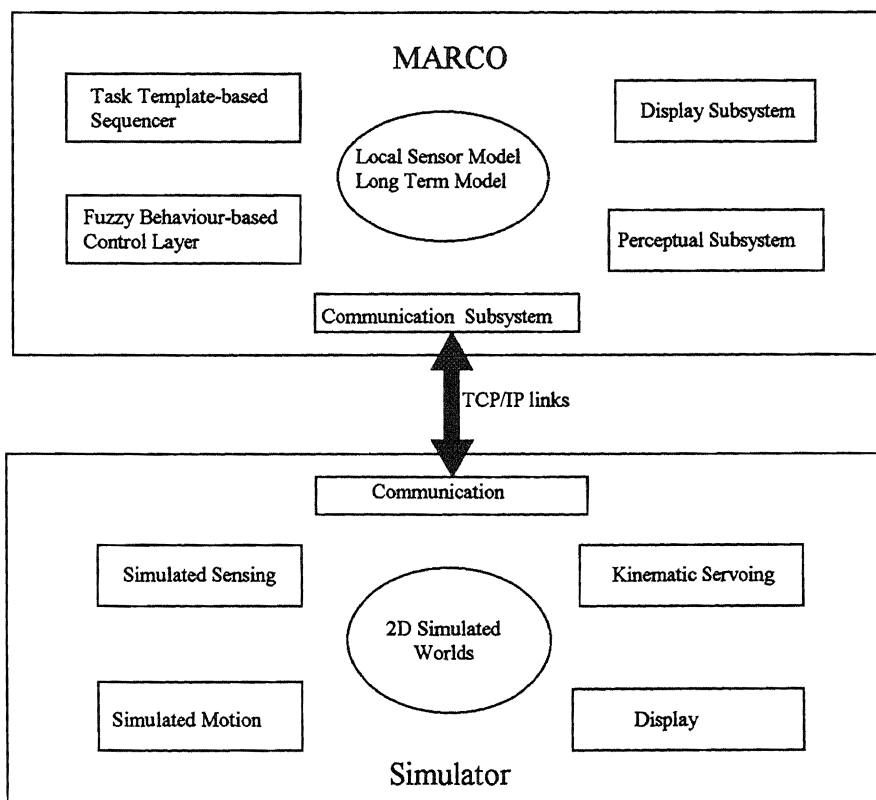 MARCO
Task Template-based
Sequencer
Display Subsystem
Local Sensor Model
Long Term Model
Fuzzy Behaviour-based
Control Layer
Perceptual Subsystem
Communication Subsystem
TCP/IP links
Communication
Simulated Sensing
Kinematic Servoing
2D Simulated
Worlds
Simulated Motion
Display
Simulator